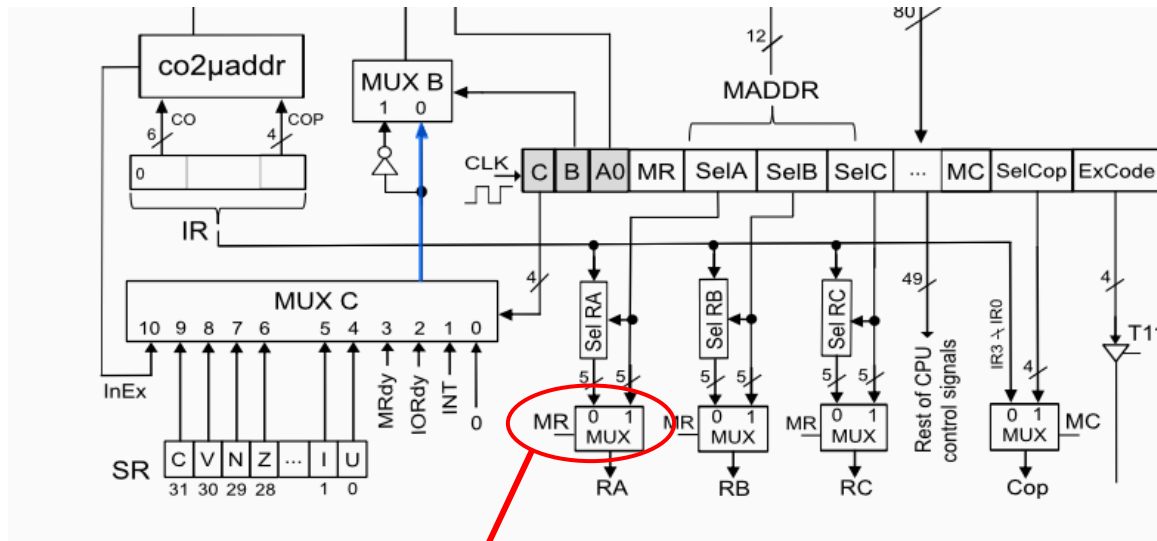 80
12
co2µaddr
MUX B
1 0
MADDR
6 CO
COP 4
CLK
C B A0 MR SelA SelB SelC ... MC SelCop ExCode
0
IR
4
49
4
MUX C
10 9 8 7 6 5 4 3 2 1 0
Sel RA
Sel RB
Sel RC
Rest of CPU
control signals
IR3 IR0
4
T11
InEx
MRdy
IORdy
INT
0
5 5
5 5
5 5
MR 0 1 MUX
MR 0 1 MUX
MR 0 1 MUX
0 1 MUX MC
SR C V N Z ... I U
31 30 29 28 1 0
RA RB RC Cop